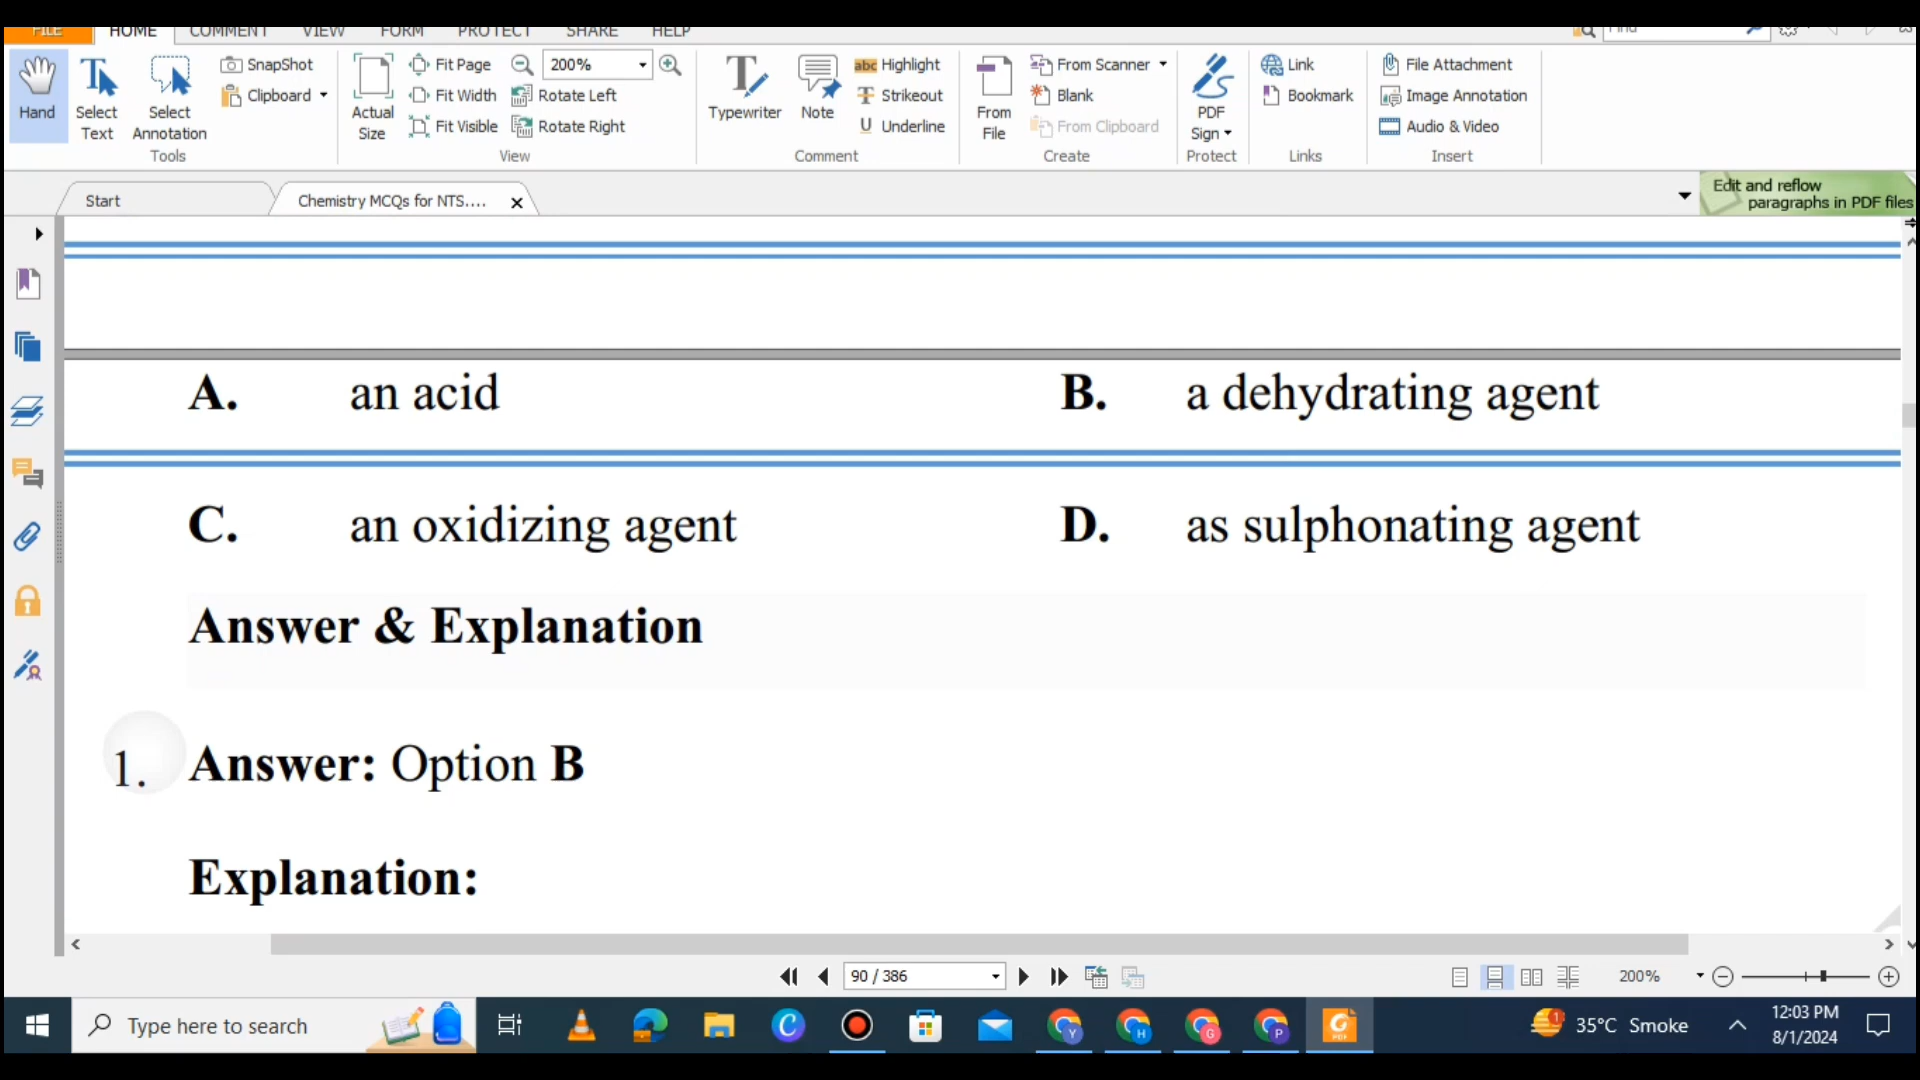 FILE HOME COMMENT VIEW FORM PROTECT SHARE HELP Find
Hand
Select Text
Select Annotation
SnapShot
Clipboard
Tools
Actual Size
Fit Page
Fit Width
Fit Visible
200%
Rotate Left
Rotate Right
View
Typewriter
Note
abc Highlight
T Strikeout
U Underline
Comment
From File
From Scanner
Blank
From Clipboard
Create
PDF Sign
Protect
Link
Bookmark
Links
File Attachment
Image Annotation
Audio & Video
Insert
Start
Chemistry MCQs for NTS....
Edit and reflow
paragraphs in PDF files
A. an acid B. a dehydrating agent
C. an oxidizing agent D. as sulphonating agent
Answer & Explanation
1. Answer: Option B
Explanation:
90 / 386
200%
Type here to search
35°C Smoke
12:03 PM
8/1/2024